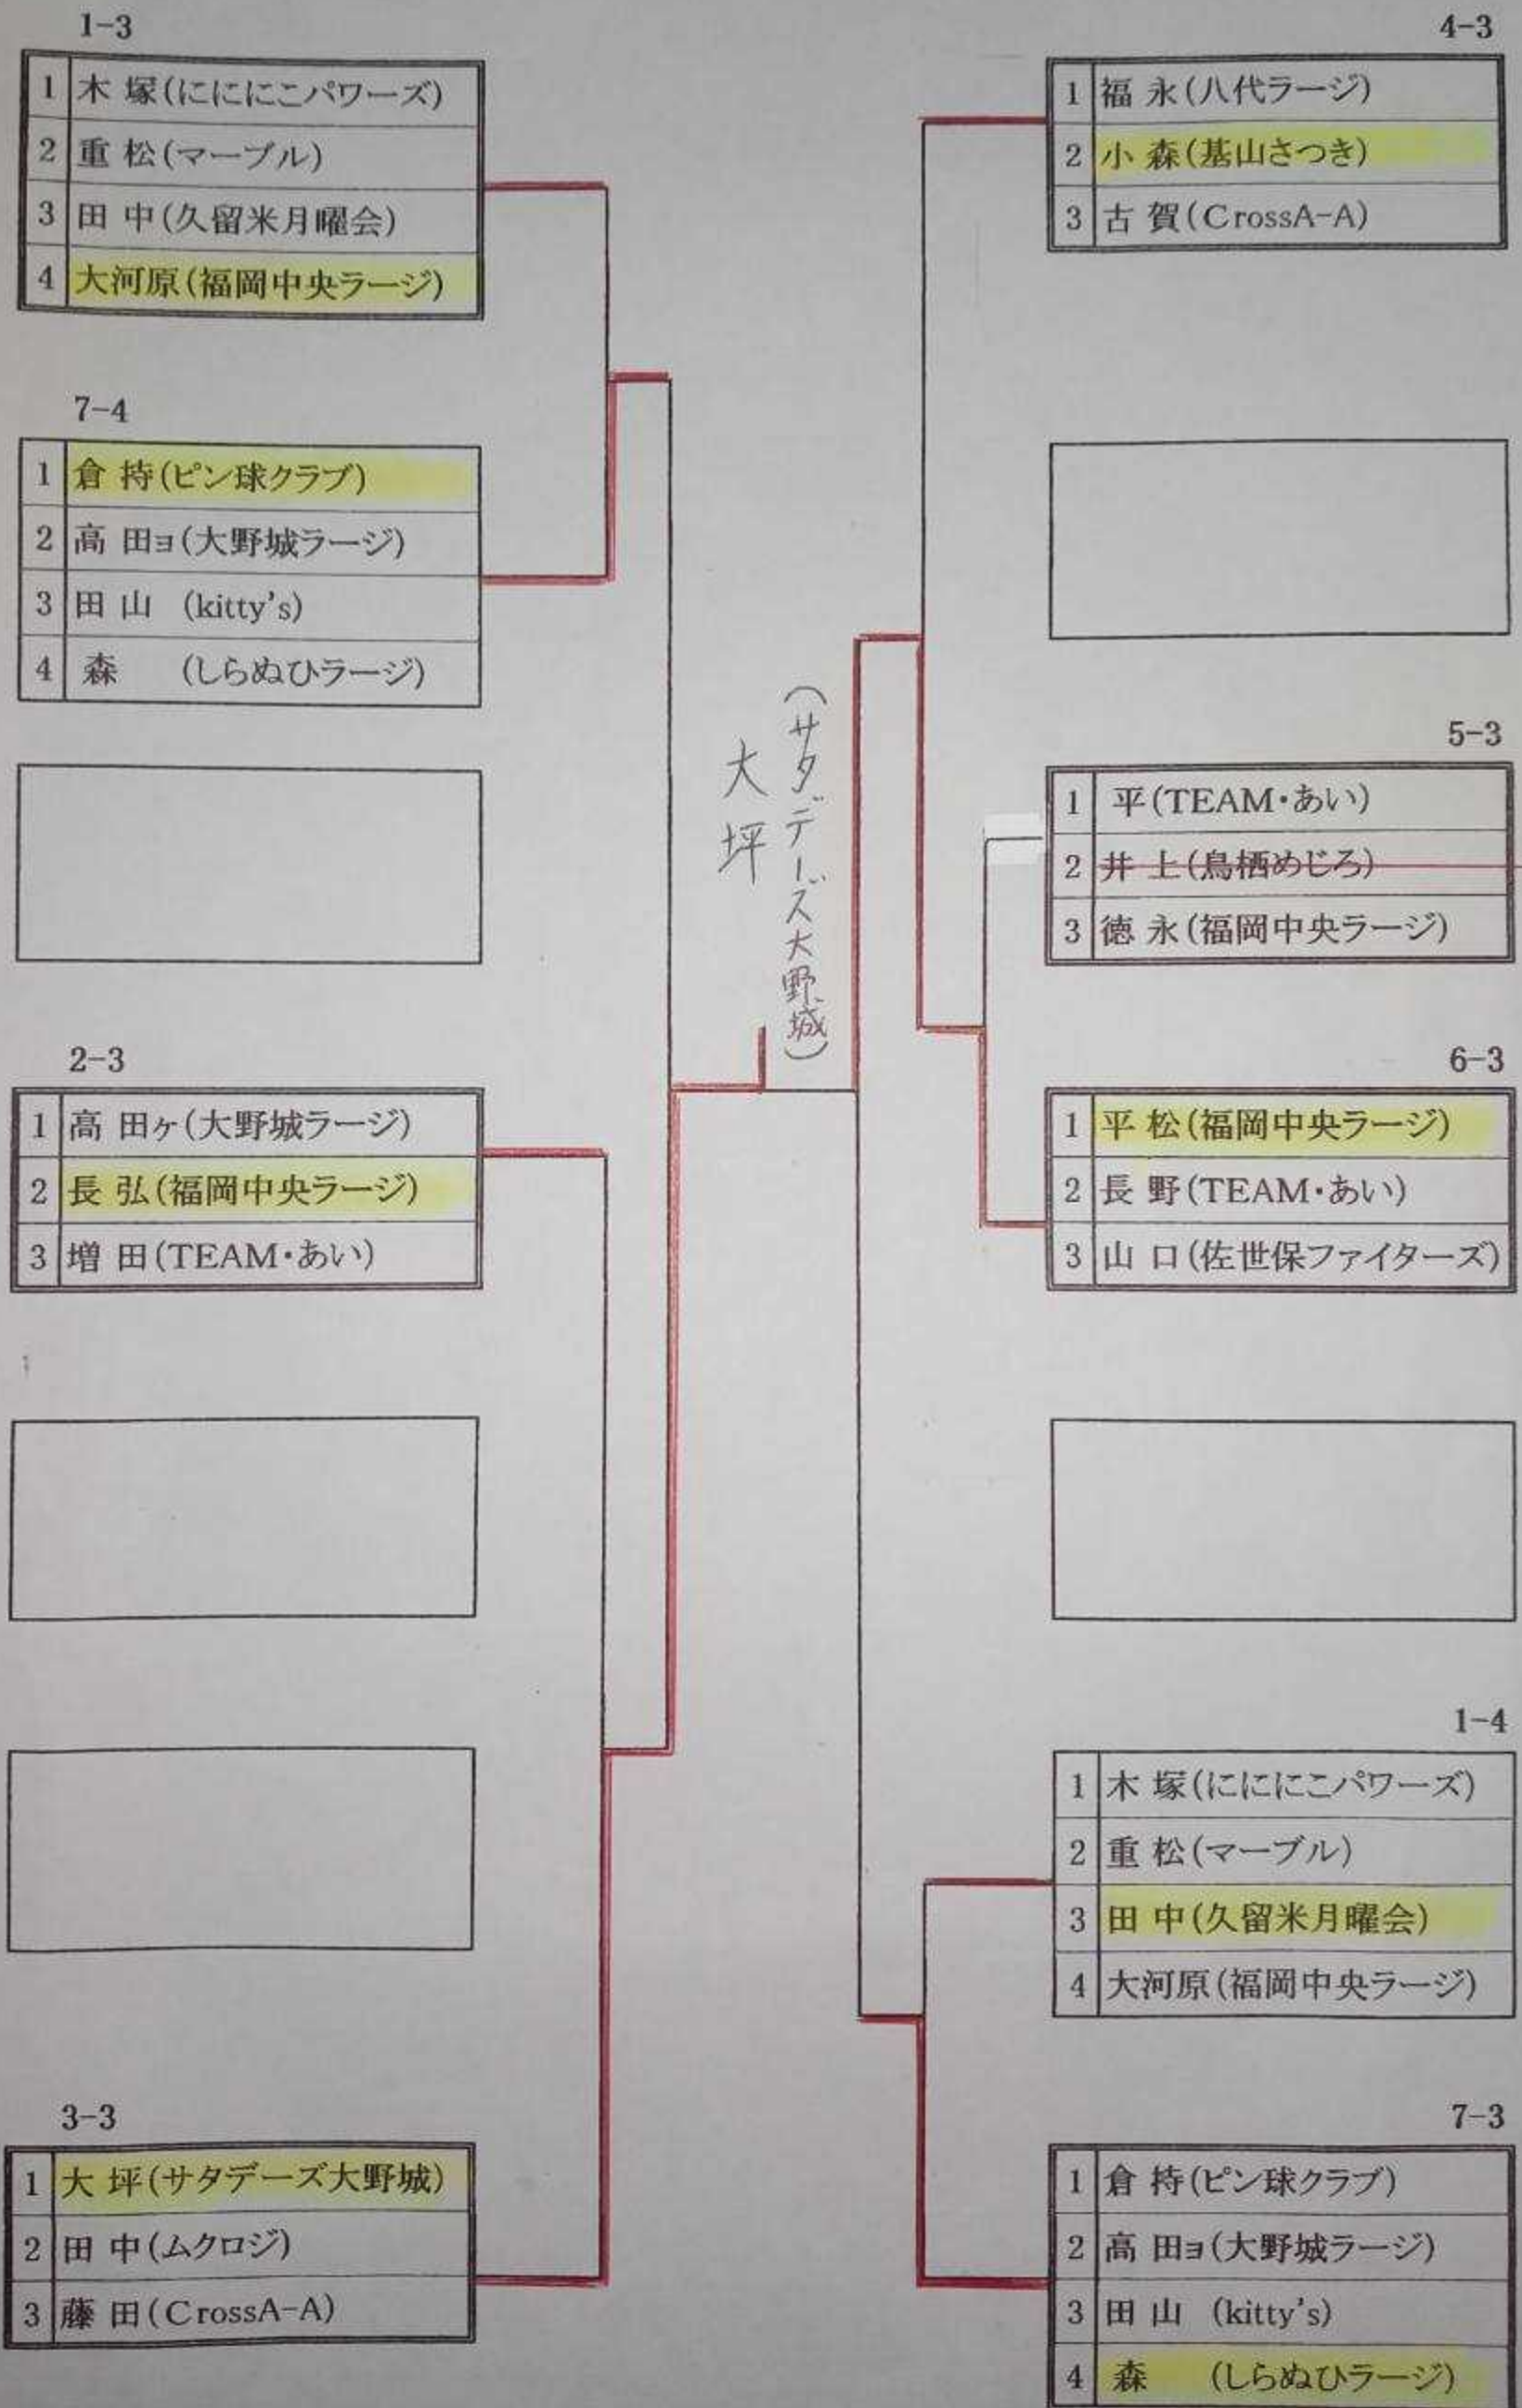 1-3
1 木 塚(にににこパワーズ)
2 重 松(マーブル)
3 田 中(久留米月曜会)
4 大河原(福岡中央ラージ)
7-4
1 倉 持(ピン球クラブ)
2 高 田ョ(大野城ラージ)
3 田 山 (kitty's)
4 森 (しらぬひラージ)
2-3
1 高 田ヶ(大野城ラージ)
2 長 弘(福岡中央ラージ)
3 増 田(TEAM・あい)
3-3
1 大 坪(サタデーズ大野城)
2 田 中(ムクロジ)
3 藤 田(CrossA-A)
(サタデーズ大野城)
大坪
4-3
1 福 永(八代ラージ)
2 小 森(基山さつき)
3 古 賀(CrossA-A)
5-3
1 平(TEAM・あい)
2 井 上(鳥栖めじろ)
3 徳 永(福岡中央ラージ)
6-3
1 平 松(福岡中央ラージ)
2 長 野(TEAM・あい)
3 山 口(佐世保ファイターズ)
1-4
1 木 塚(にににこパワーズ)
2 重 松(マーブル)
3 田 中(久留米月曜会)
4 大河原(福岡中央ラージ)
7-3
1 倉 持(ピン球クラブ)
2 高 田ョ(大野城ラージ)
3 田 山 (kitty's)
4 森 (しらぬひラージ)